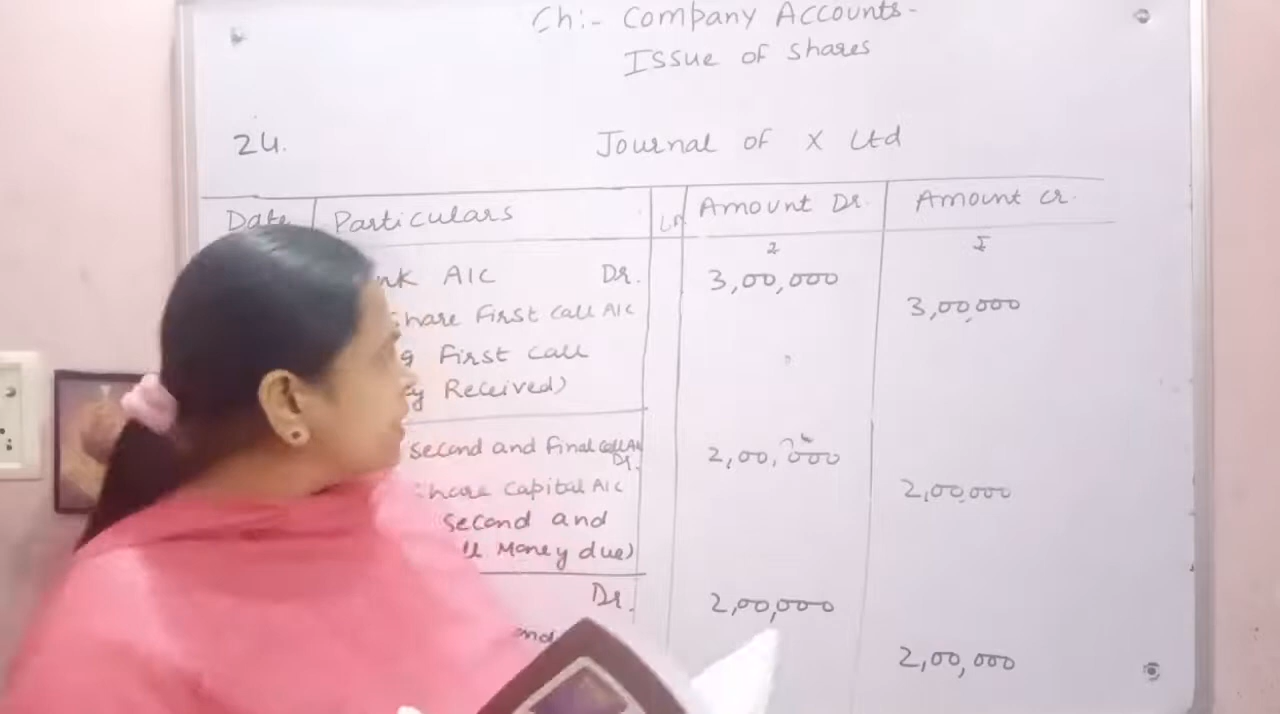 Ch:- Company Accounts-
Issue of shares
24. Journal of X Ltd
Date Particulars Amount Dr. Amount Cr.
A/C Dr. 3,00,000
Share First Call A/C 3,00,000
First Call
Received)
second and final call A/c Dr. 2,00,000
Share Capital A/C 2,00,000
second and
Money due)
Dr. 2,00,000
2,00,000